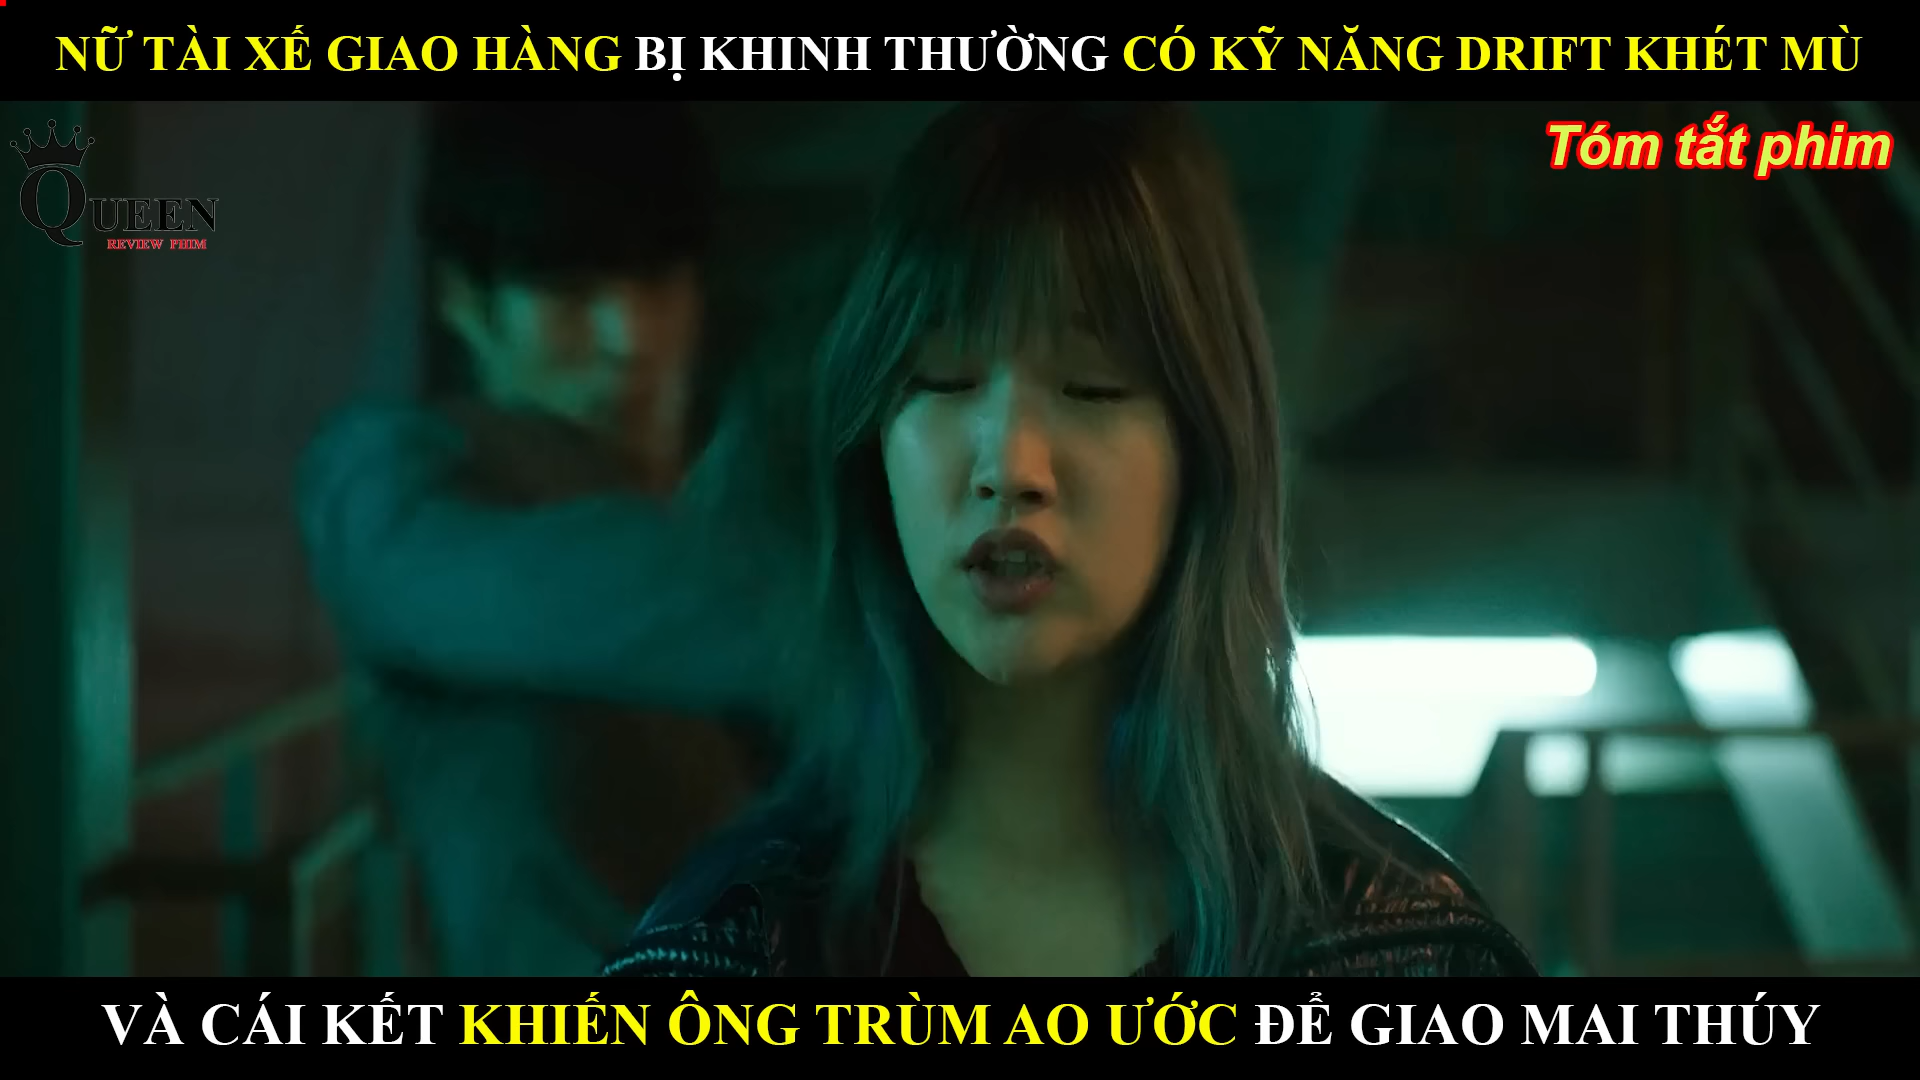 NỮ TÀI XẾ GIAO HÀNG BỊ KHINH THƯỜNG CÓ KỸ NĂNG DRIFT KHÉT MÙ
Tóm tắt phim
QUEEN
REVIEW PHIM
VÀ CÁI KẾT KHIẾN ÔNG TRÙM AO ƯỚC ĐỂ GIAO MAI THÚY